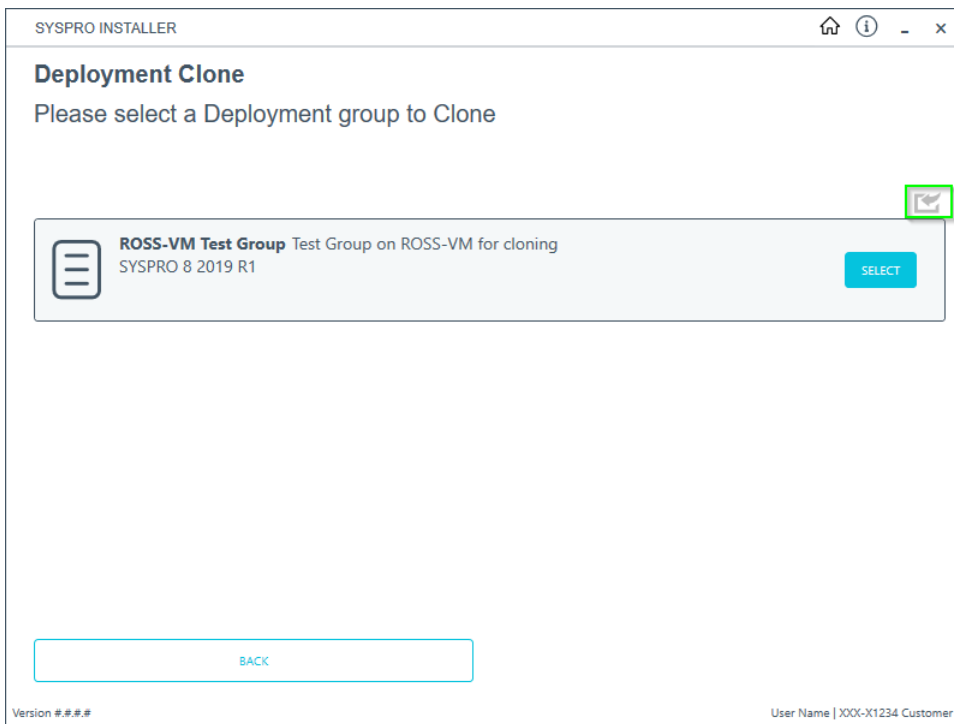 SYSPRO INSTALLER
Deployment Clone
Please select a Deployment group to Clone
ROSS-VM Test Group Test Group on ROSS-VM for cloning
SYSPRO 8 2019 R1
SELECT
BACK
Version #.#.#.# User Name | XXX-X1234 Customer